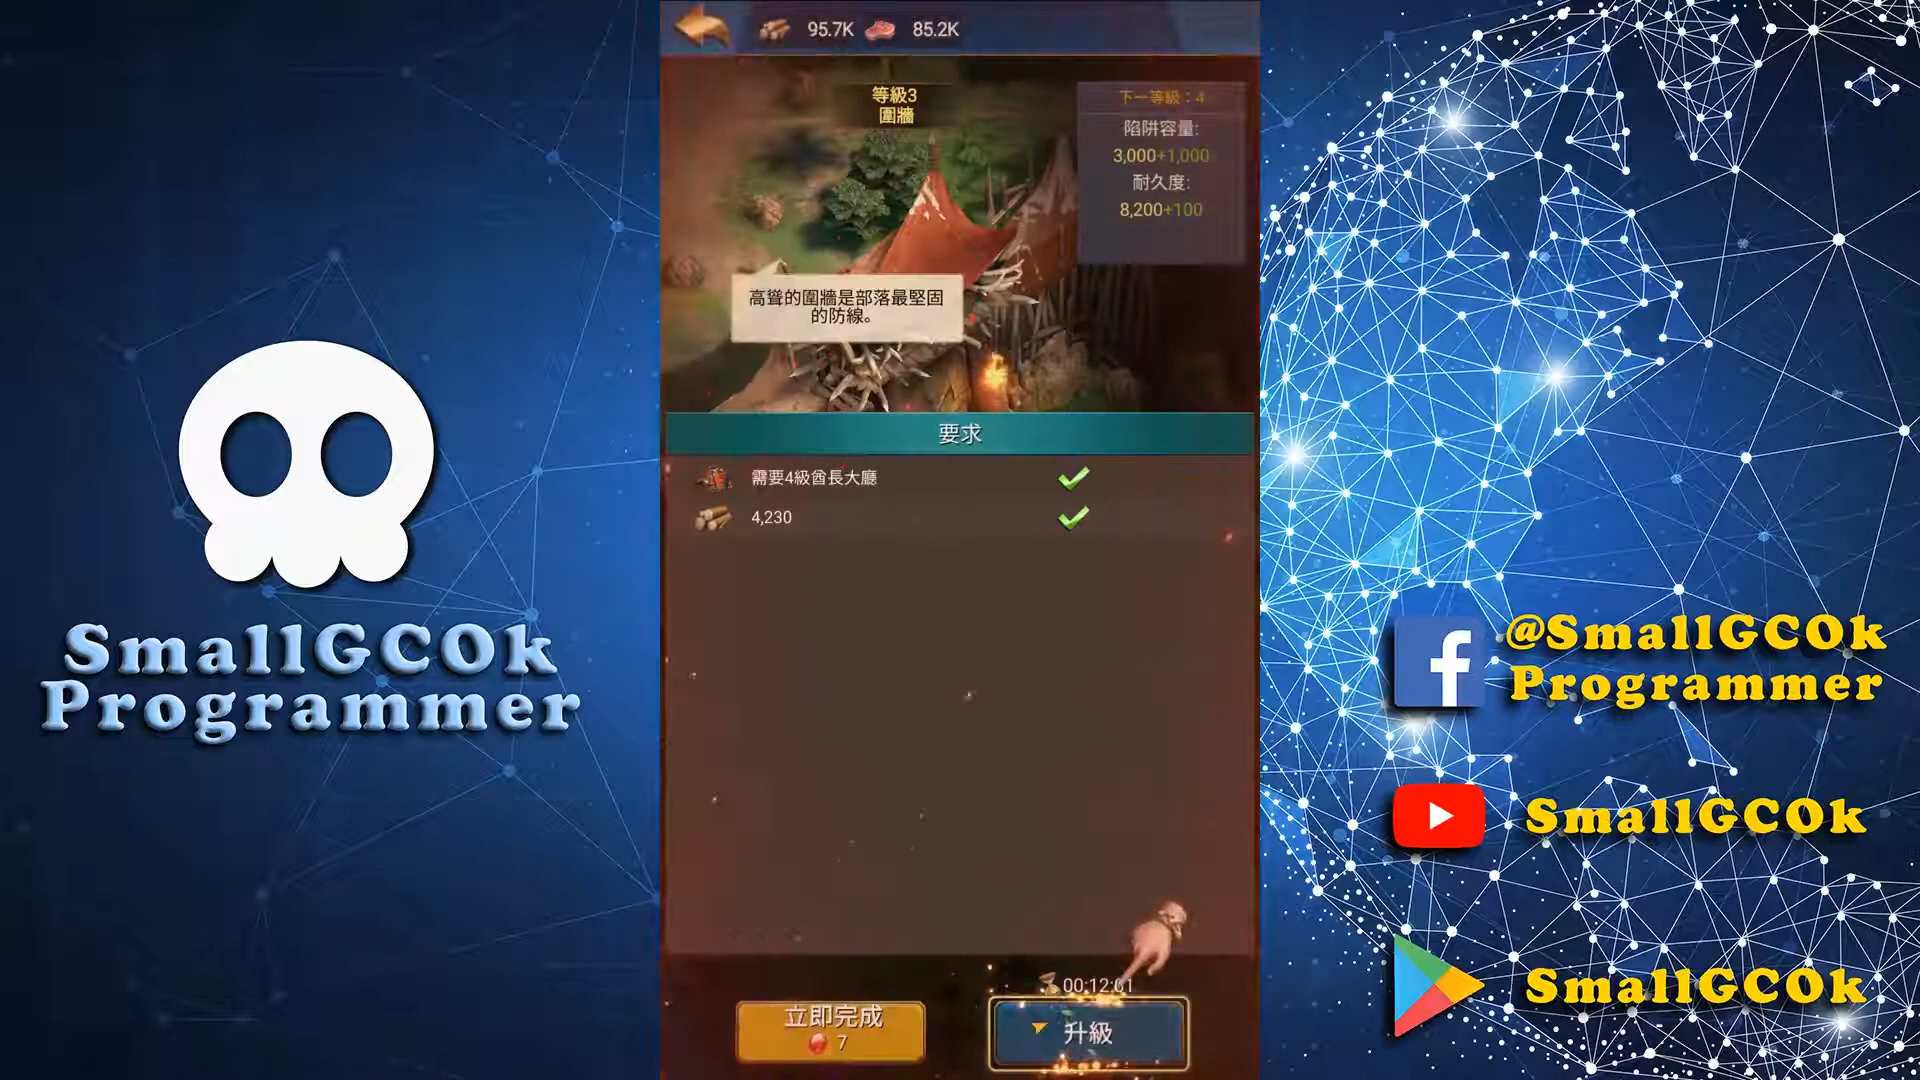 95.7K
85.2K
等級3
圍牆
下一等級：4
陷阱容量:
3,000+1,000
耐久度:
8,200+100
高聳的圍牆是部落最堅固
的防線。
要求
需要4級酋長大廳
4,230
00:12:01
立即完成
7
升級
SmallGCOk
Programmer
@SmallGCOk
Programmer
SmallGCOk
SmallGCOk